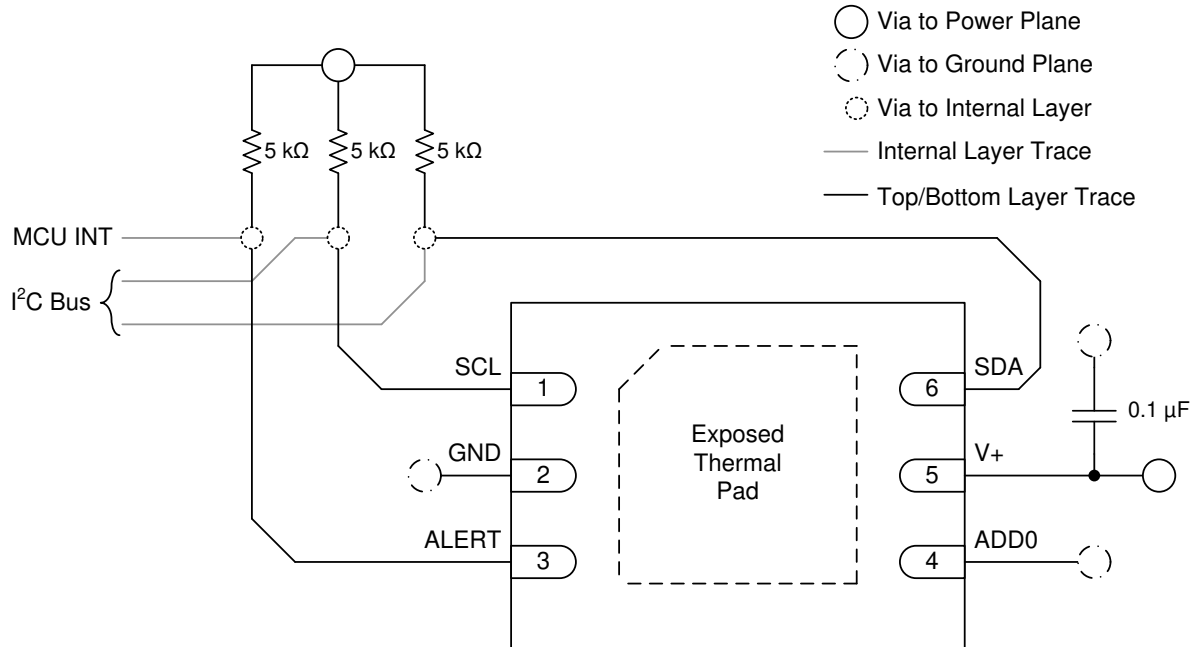 Via to Power Plane
Via to Ground Plane
Via to Internal Layer
Internal Layer Trace
Top/Bottom Layer Trace
5 kΩ 5 kΩ 5 kΩ
MCU INT
I²C Bus
SCL
1
GND
2
ALERT
3
Exposed
Thermal
Pad
SDA
6
V+
5
ADD0
4
0.1 µF